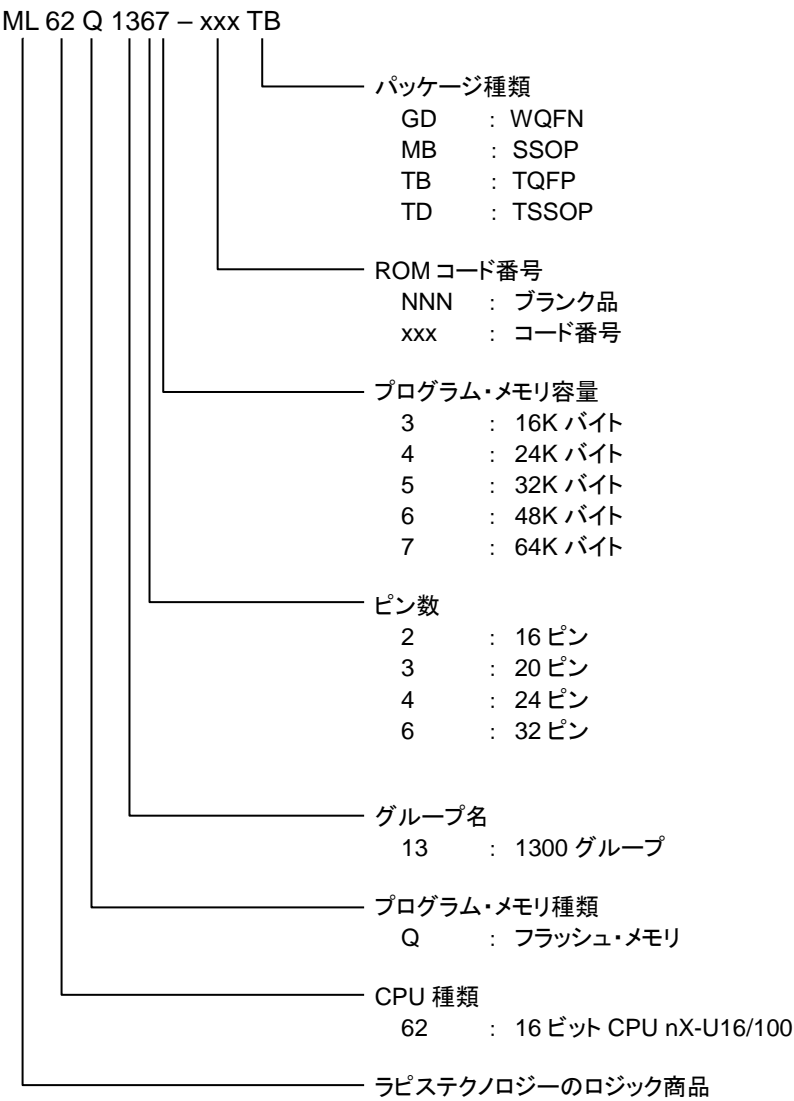 ML 62 Q 1367 – xxx TB
パッケージ種類
GD : WQFN
MB : SSOP
TB : TQFP
TD : TSSOP
ROM コード番号
NNN : ブランク品
xxx : コード番号
プログラム・メモリ容量
3 : 16K バイト
4 : 24K バイト
5 : 32K バイト
6 : 48K バイト
7 : 64K バイト
ピン数
2 : 16 ピン
3 : 20 ピン
4 : 24 ピン
6 : 32 ピン
グループ名
13 : 1300 グループ
プログラム・メモリ種類
Q : フラッシュ・メモリ
CPU 種類
62 : 16 ビット CPU nX-U16/100
ラピステクノロジーのロジック商品